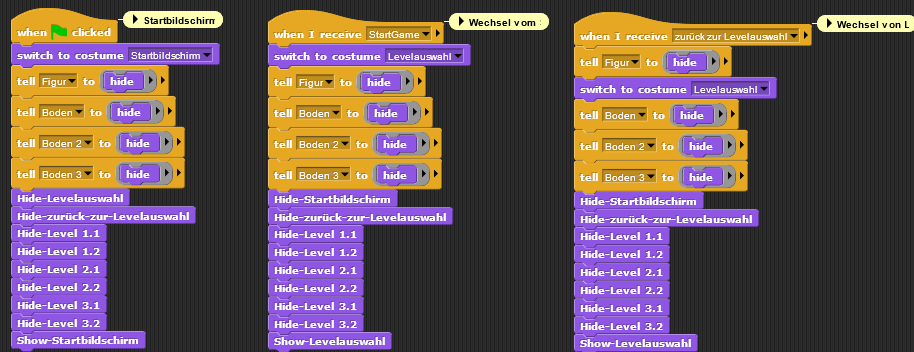 Startbildschirm
when clicked
switch to costume Startbildschirm
tell Figur to hide
tell Boden to hide
tell Boden 2 to hide
tell Boden 3 to hide
Hide-Levelauswahl
Hide-zurück-zur-Levelauswahl
Hide-Level 1.1
Hide-Level 1.2
Hide-Level 2.1
Hide-Level 2.2
Hide-Level 3.1
Hide-Level 3.2
Show-Startbildschirm
Wechsel vom
when I receive StartGame
switch to costume Levelauswahl
tell Figur to hide
tell Boden to hide
tell Boden 2 to hide
tell Boden 3 to hide
Hide-Startbildschirm
Hide-zurück-zur-Levelauswahl
Hide-Level 1.1
Hide-Level 1.2
Hide-Level 2.1
Hide-Level 2.2
Hide-Level 3.1
Hide-Level 3.2
Show-Levelauswahl
Wechsel von L
when I receive zurück zur Levelauswahl
tell Figur to hide
switch to costume Levelauswahl
tell Boden to hide
tell Boden 2 to hide
tell Boden 3 to hide
Hide-Startbildschirm
Hide-zurück-zur-Levelauswahl
Hide-Level 1.1
Hide-Level 1.2
Hide-Level 2.1
Hide-Level 2.2
Hide-Level 3.1
Hide-Level 3.2
Show-Levelauswahl